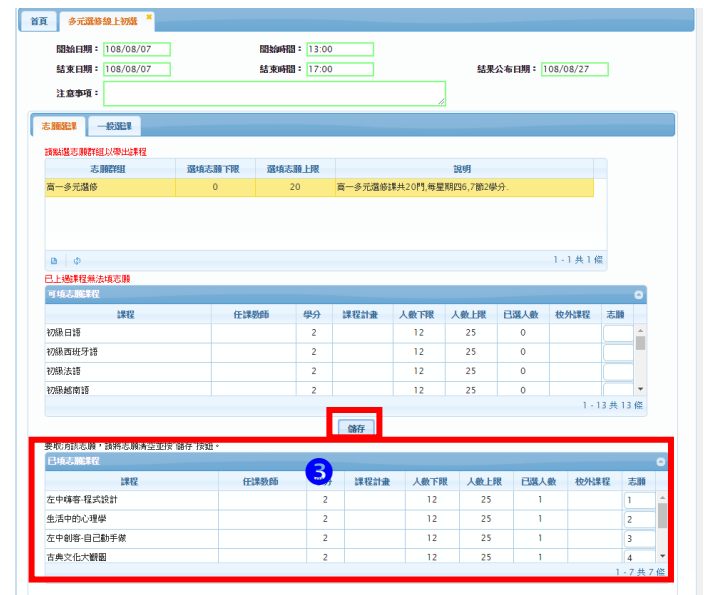 首頁 多元選修線上初選
開始日期： 108/08/07 開始時間： 13:00
結束日期： 108/08/07 結束時間： 17:00 結果公布日期： 108/08/27
注意事項：
志願選課 一般選課
請點選志願群組以帶出課程
志願群組 選填志願下限 選填志願上限 說明
高一多元選修 0 20 高一多元選修課共20門,每星期四6,7節2學分.
1 - 1 共 1 條
已上過課程無法填志願
可填志願課程
課程 任課教師 學分 課程計畫 人數下限 人數上限 已選人數 校外課程 志願
初級日語 2 12 25 0
初級西班牙語 2 12 25 0
初級法語 2 12 25 0
初級越南語 2 12 25 0
1 - 13 共 13 條
儲存
要取消該志願，請將志願清空並按"儲存"按鈕。
已填志願課程
3
課程 任課教師 學分 課程計畫 人數下限 人數上限 已選人數 校外課程 志願
左中嗨客-程式設計 2 12 25 1 1
生活中的心理學 2 12 25 1 2
左中創客-自己動手做 2 12 25 1 3
古典文化大觀園 2 12 25 1 4
1 - 7 共 7 條